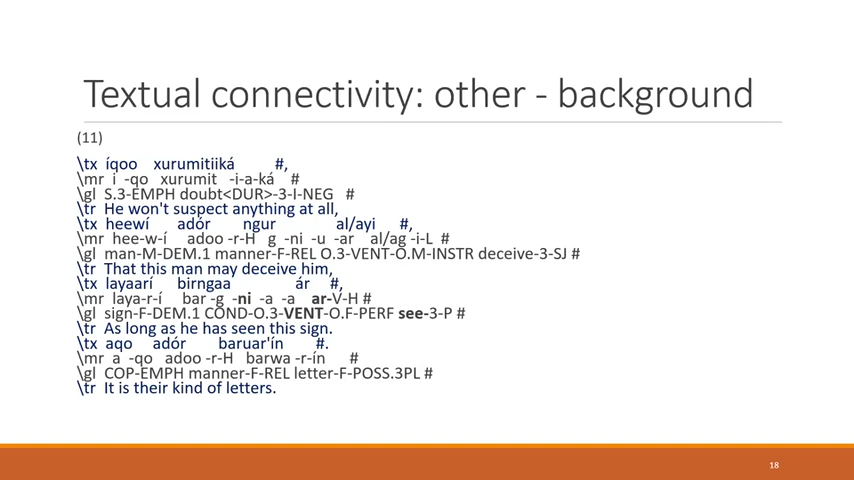 Textual connectivity: other - background
(11)
\tx íqoo xurumitiiká #,
\mr i -qo xurumit -i-a-ká #
\gl S.3-EMPH doubt<DUR>-3-I-NEG #
\tr He won't suspect anything at all,
\tx heewí adór ngur al/ayi #,
\mr hee-w-í adoo -r-H g -ni -u -ar al/ag -i-L #
\gl man-M-DEM.1 manner-F-REL O.3-VENT-O.M-INSTR deceive-3-SJ #
\tr That this man may deceive him,
\tx layaarí birngaa ár #,
\mr laya-r-í bar -g -ni -a -a ar-V-H #
\gl sign-F-DEM.1 COND-O.3-VENT-O.F-PERF see-3-P #
\tr As long as he has seen this sign.
\tx aqo adór baruar'ín #.
\mr a -qo adoo -r-H barwa -r-ín #
\gl COP-EMPH manner-F-REL letter-F-POSS.3PL #
\tr It is their kind of letters.
18